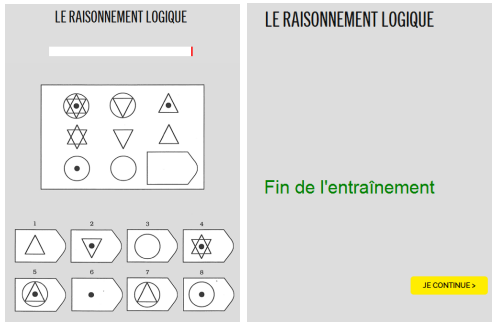 LE RAISONNEMENT LOGIQUE
1 2 3 4
5 6 7 8
LE RAISONNEMENT LOGIQUE
Fin de l'entraînement
JE CONTINUE >